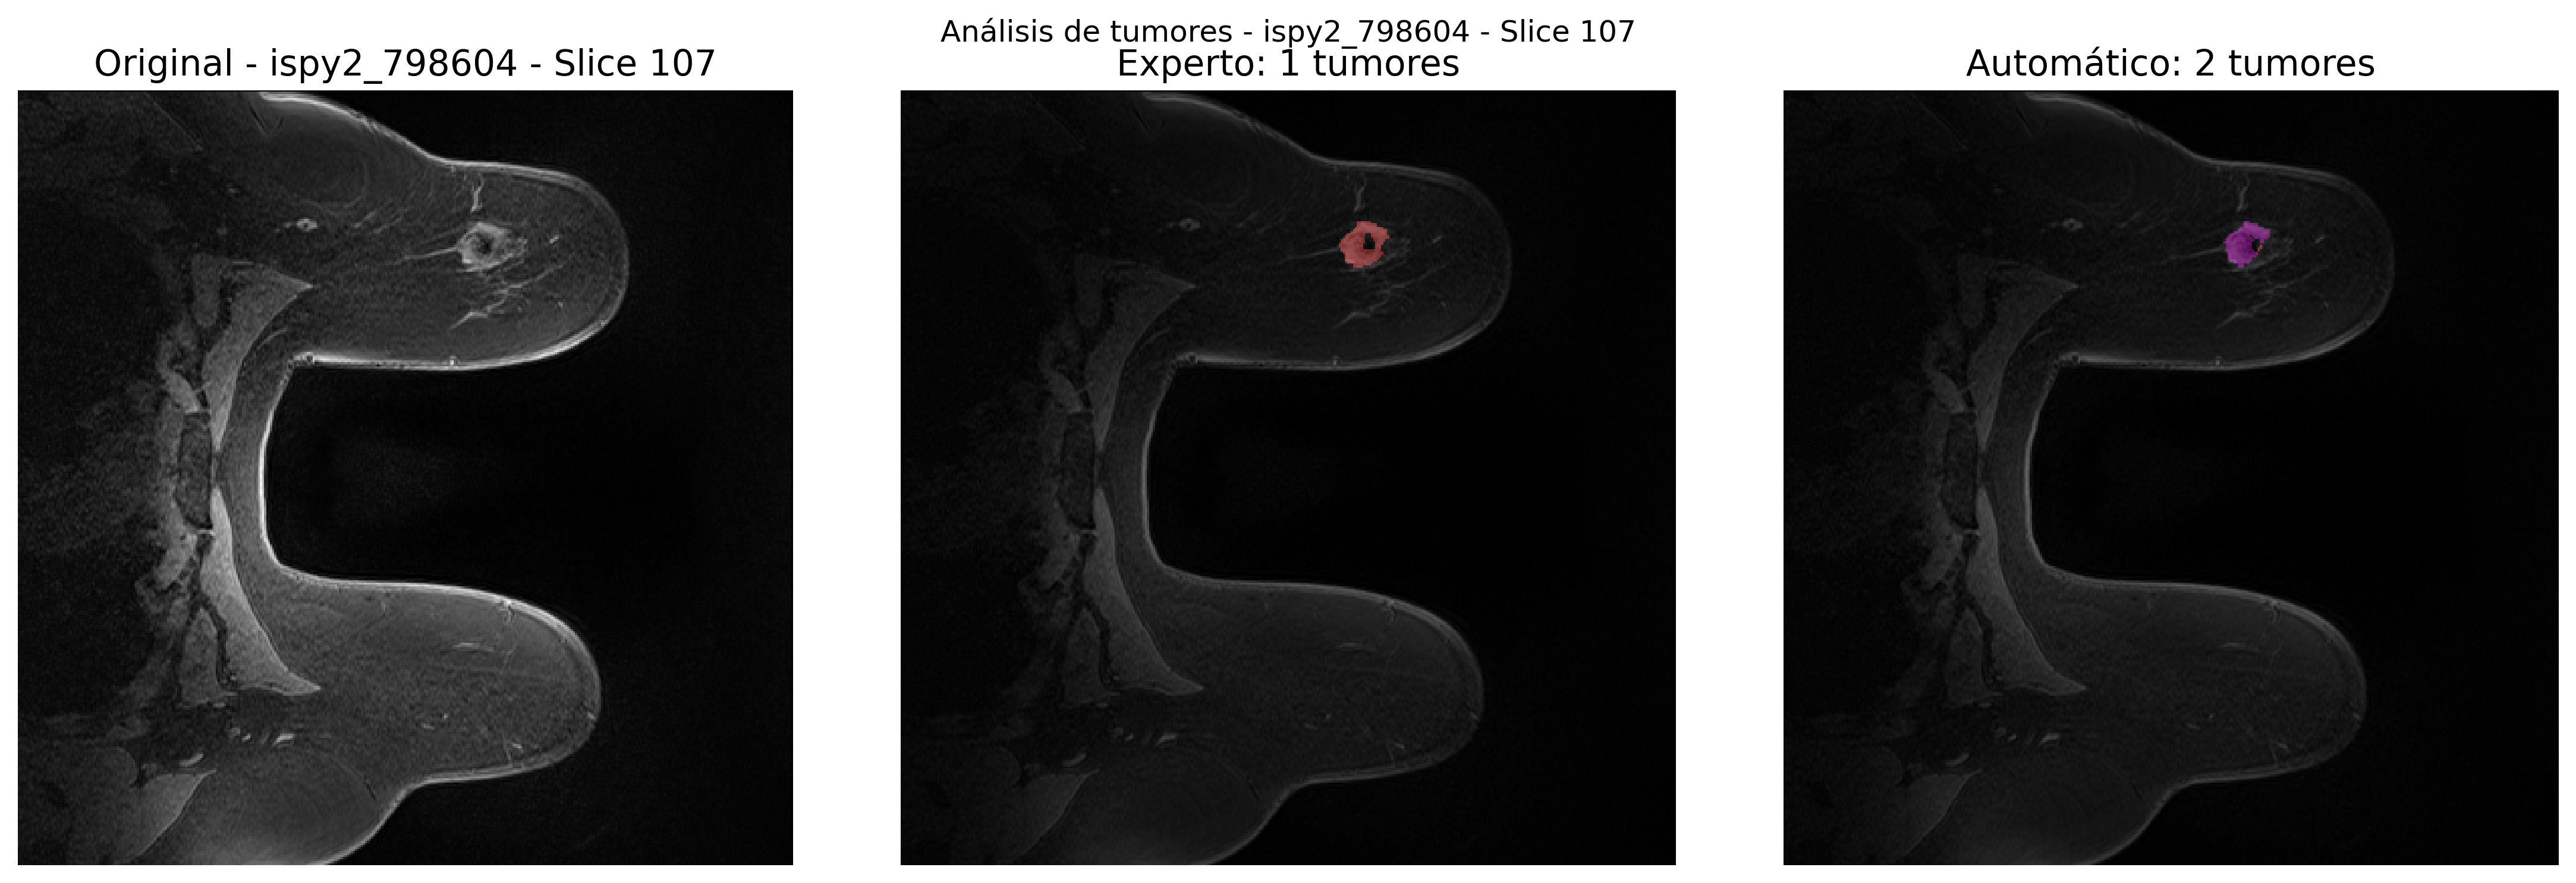 Análisis de tumores - ispy2_798604 - Slice 107
Original - ispy2_798604 - Slice 107
Experto: 1 tumores
Automático: 2 tumores